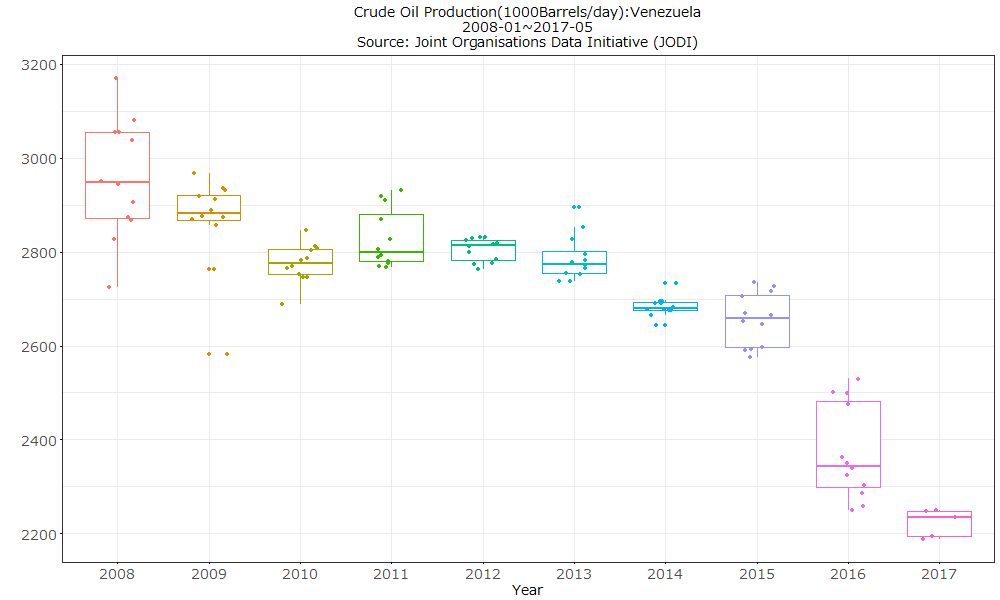 Crude Oil Production(1000Barrels/day):Venezuela
2008-01~2017-05
Source: Joint Organisations Data Initiative (JODI)
3200
3000
2800
2600
2400
2200
2008 2009 2010 2011 2012 2013 2014 2015 2016 2017
Year